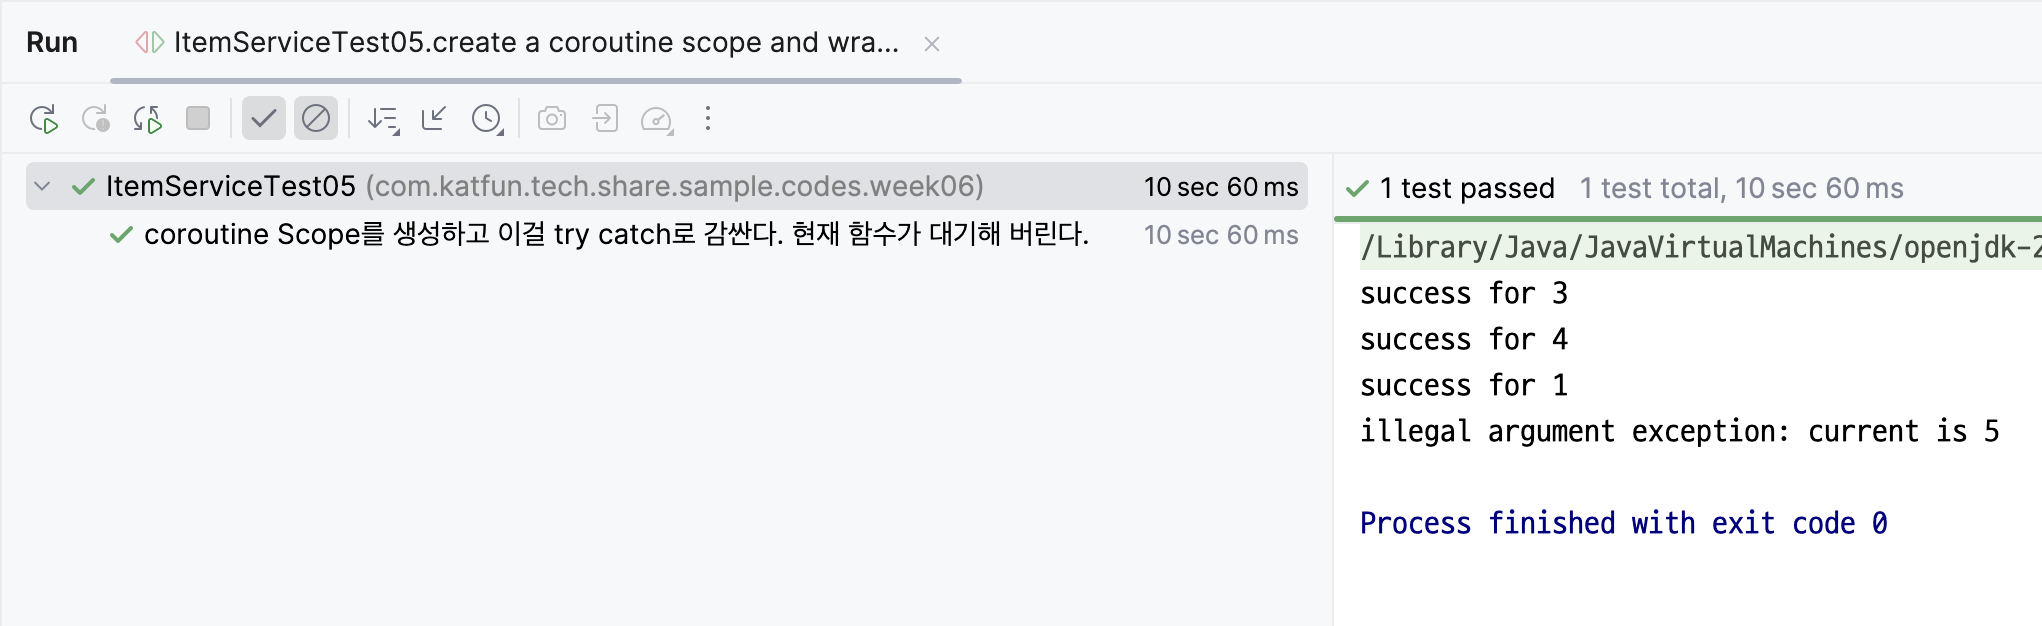 Run
ItemServiceTest05.create a coroutine scope and wra...
ItemServiceTest05 (com.katfun.tech.share.sample.codes.week06) 10 sec 60 ms
coroutine Scope를 생성하고 이걸 try catch로 감싼다. 현재 함수가 대기해 버린다. 10 sec 60 ms
1 test passed 1 test total, 10 sec 60 ms
/Library/Java/JavaVirtualMachines/openjdk-2
success for 3
success for 4
success for 1
illegal argument exception: current is 5
Process finished with exit code 0